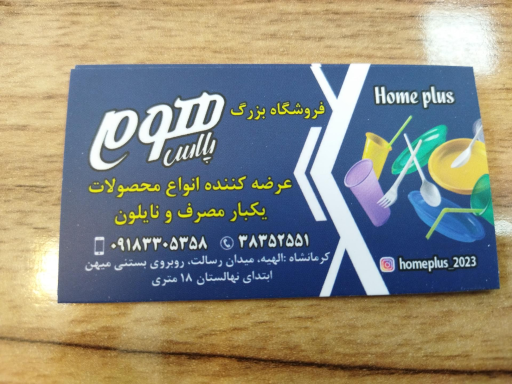 فروشگاه بزرگ
هوم پلاس
عرضه کننده انواع محصولات
یکبار مصرف و نایلون
۳۸۳۵۲۵۵۱ ۰۹۱۸۳۳۰۵۳۵۸
کرمانشاه :الهیه، میدان رسالت، روبروی بستنی میهن
ابتدای نهالستان ۱۸ متری
Home plus
homeplus_2023